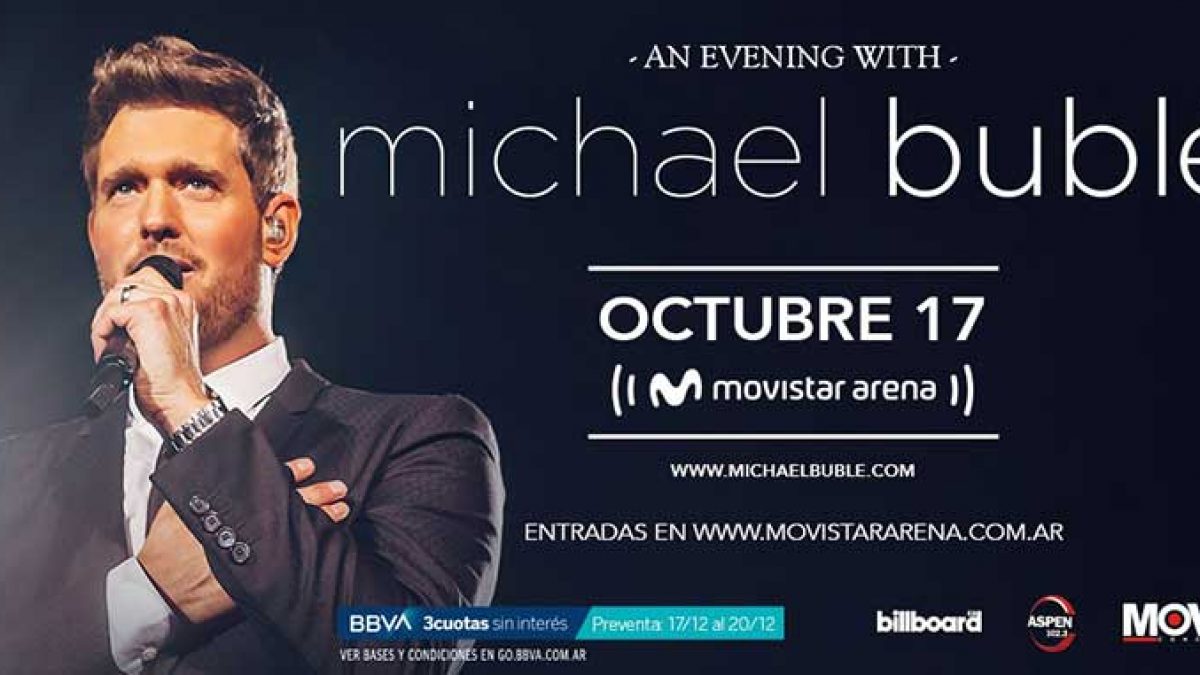 - AN EVENING WITH -
michael buble
OCTUBRE 17
movistar arena
WWW.MICHAELBUBLE.COM
ENTRADAS EN WWW.MOVISTARARENA.COM.AR
BBVA 3cuotas sin interés Preventa: 17/12 al 20/12
VER BASES Y CONDICIONES EN GO.BBVA.COM.AR
billboard
ASPEN
102.3